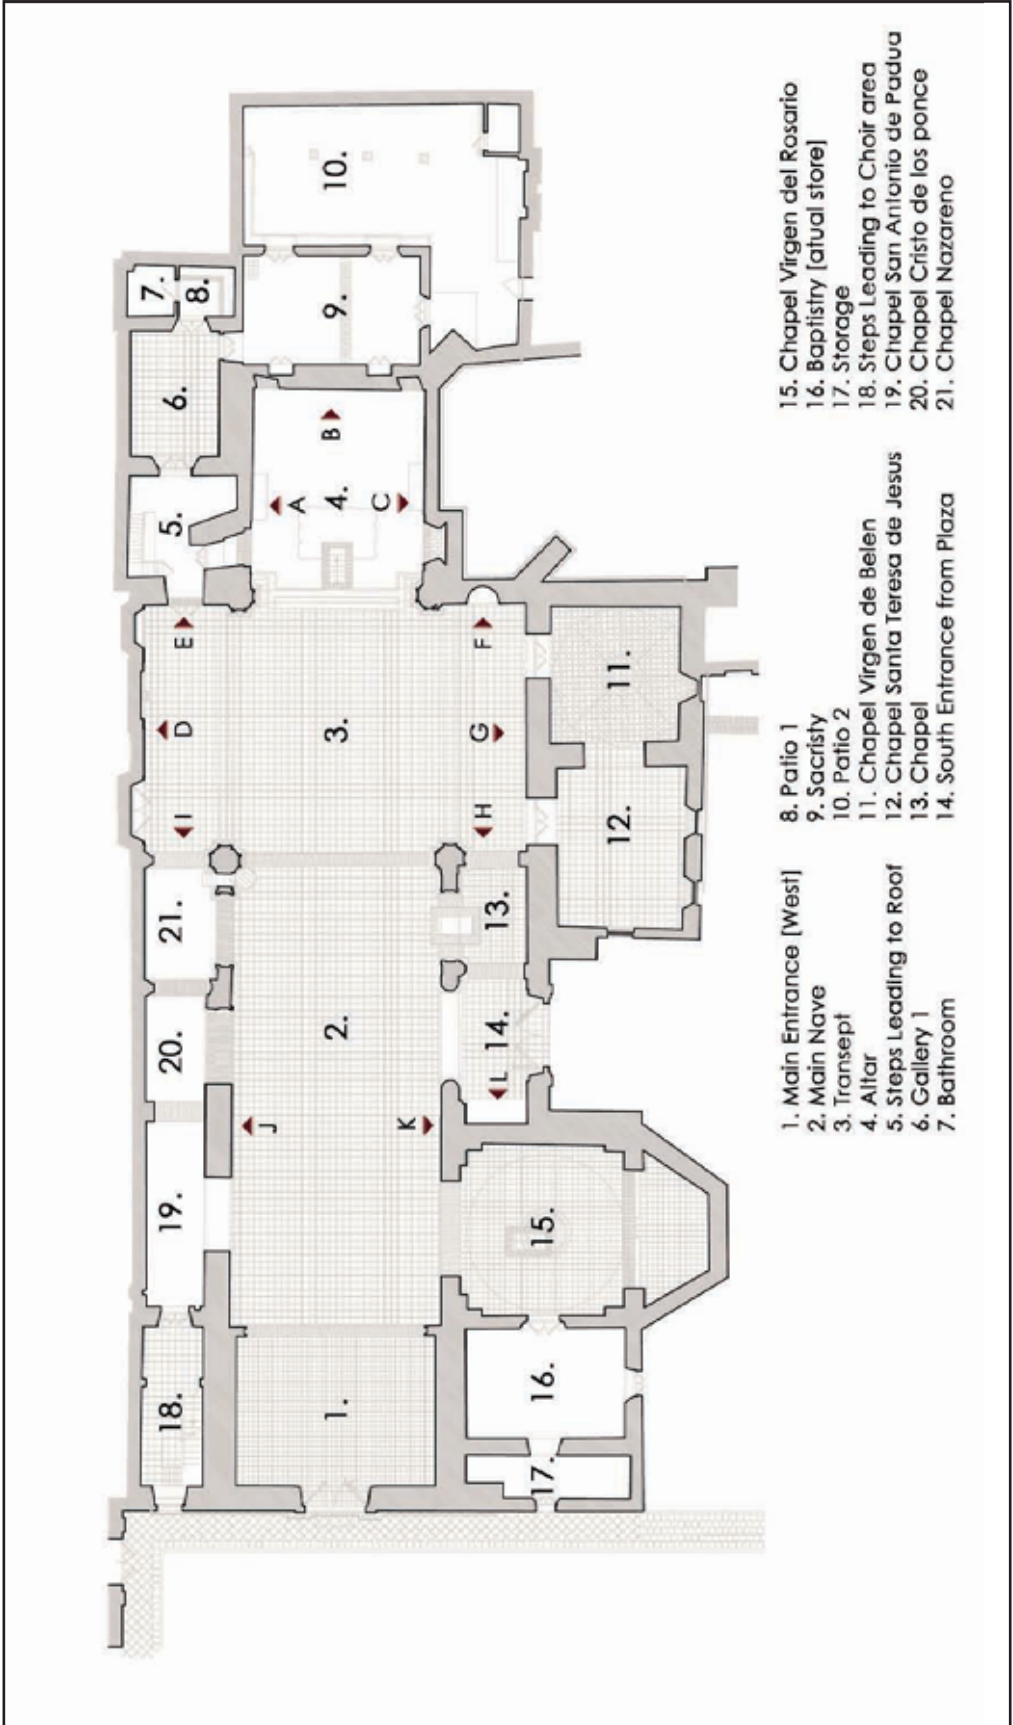 1. Main Entrance [West]
2. Main Nave
3. Transept
4. Altar
5. Steps Leading to Roof
6. Gallery 1
7. Bathroom
8. Patio 1
9. Sacristy
10. Patio 2
11. Chapel Virgen de Belen
12. Chapel Santa Teresa de Jesus
13. Chapel
14. South Entrance from Plaza
15. Chapel Virgen del Rosario
16. Baptistry [atual store]
17. Storage
18. Steps Leading to Choir area
19. Chapel San Antonio de Padua
20. Chapel Cristo de los ponce
21. Chapel Nazareno
7.
8.
6.
5.
10.
9.
A
B
4.
C
E
D
I
3.
F
G
H
11.
12.
21.
20.
19.
18.
2.
13.
14.
L
J
K
1.
15.
16.
17.